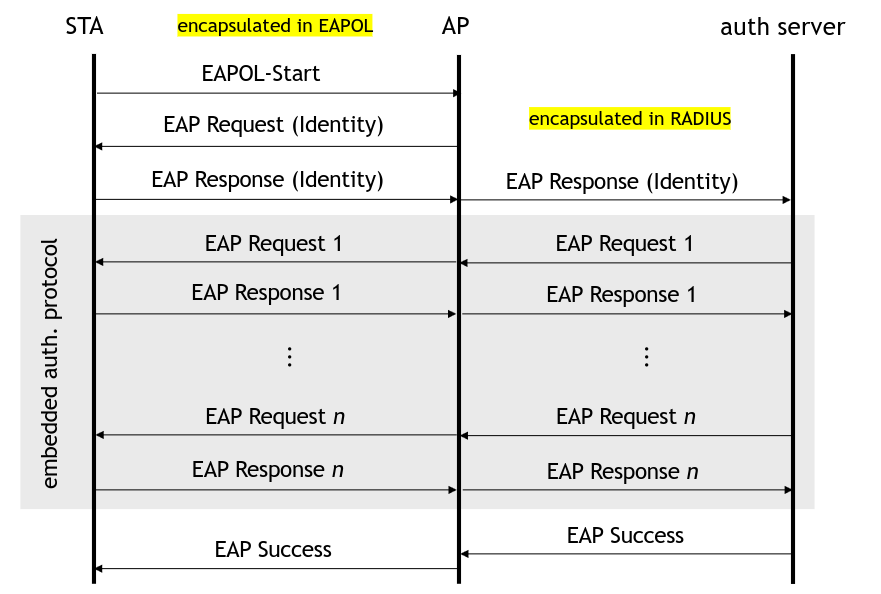 STA
encapsulated in EAPOL
AP
auth server
EAPOL-Start
encapsulated in RADIUS
EAP Request (Identity)
EAP Response (Identity)
EAP Response (Identity)
embedded auth. protocol
EAP Request 1
EAP Request 1
EAP Response 1
EAP Response 1
⋮
⋮
EAP Request n
EAP Request n
EAP Response n
EAP Response n
EAP Success
EAP Success